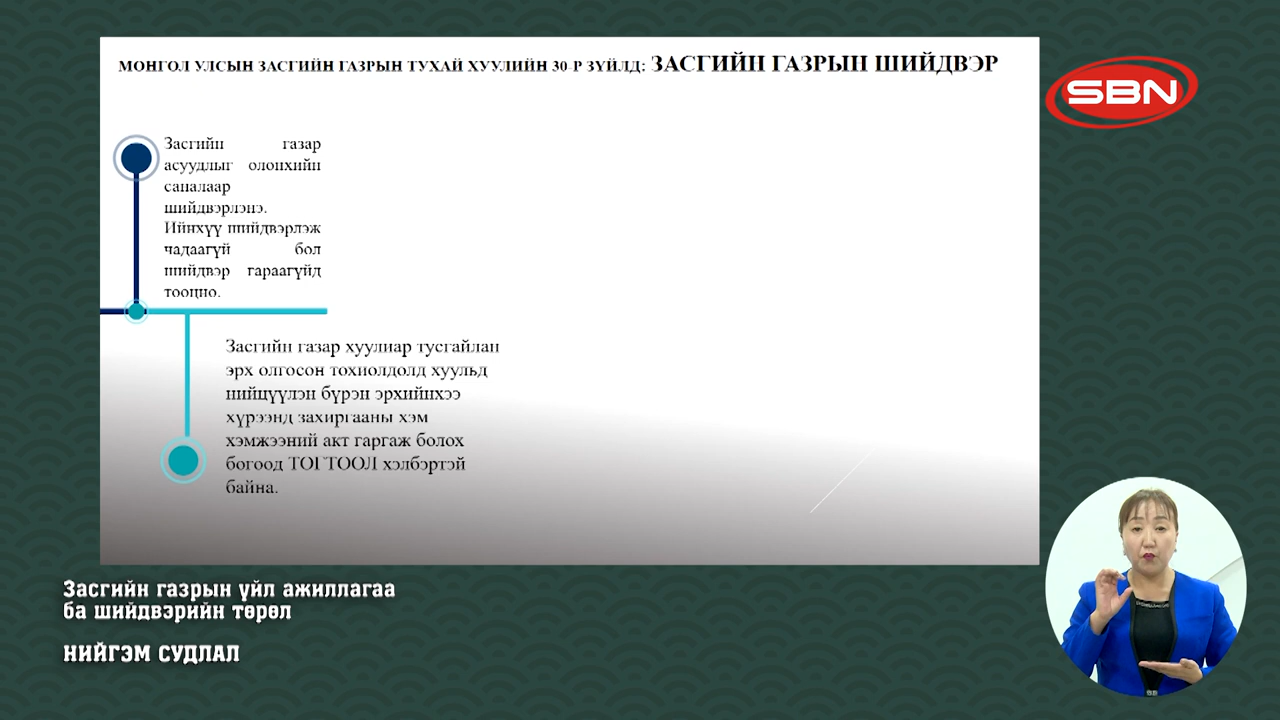 МОНГОЛ УЛСЫН ЗАСГИЙН ГАЗРЫН ТУХАЙ ХУУЛИЙН 30-Р ЗҮЙЛД: ЗАСГИЙН ГАЗРЫН ШИЙДВЭР
SBN
Засгийн газар
асуудлыг олонхийн
саналаар
шийдвэрлэнэ.
Ийнхүү шийдвэрлэж
чадаагүй бол
шийдвэр гараагүйд
тооцно.
Засгийн газар хуулиар тусгайлан
эрх олгосон тохиолдолд хуульд
нийцүүлэн бүрэн эрхийнхээ
хүрээнд захиргааны хэм
хэмжээний акт гаргаж болох
богоод ТОГТООЛ хэлбэртэй
байна.
Засгийн газрын үйл ажиллагаа
ба шийдвэрийн төрөл
НИЙГЭМ СУДЛАЛ